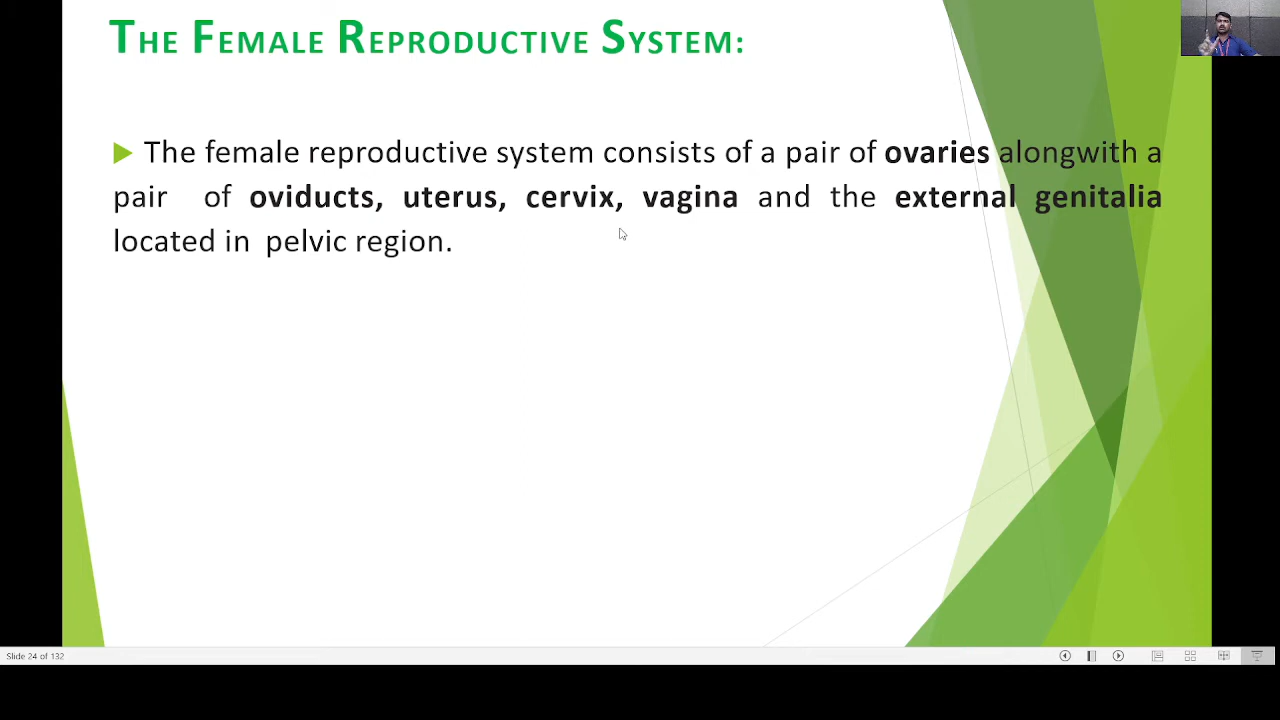 THE FEMALE REPRODUCTIVE SYSTEM:
The female reproductive system consists of a pair of ovaries alongwith a
pair of oviducts, uterus, cervix, vagina and the external genitalia
located in pelvic region.
Slide 24 of 132